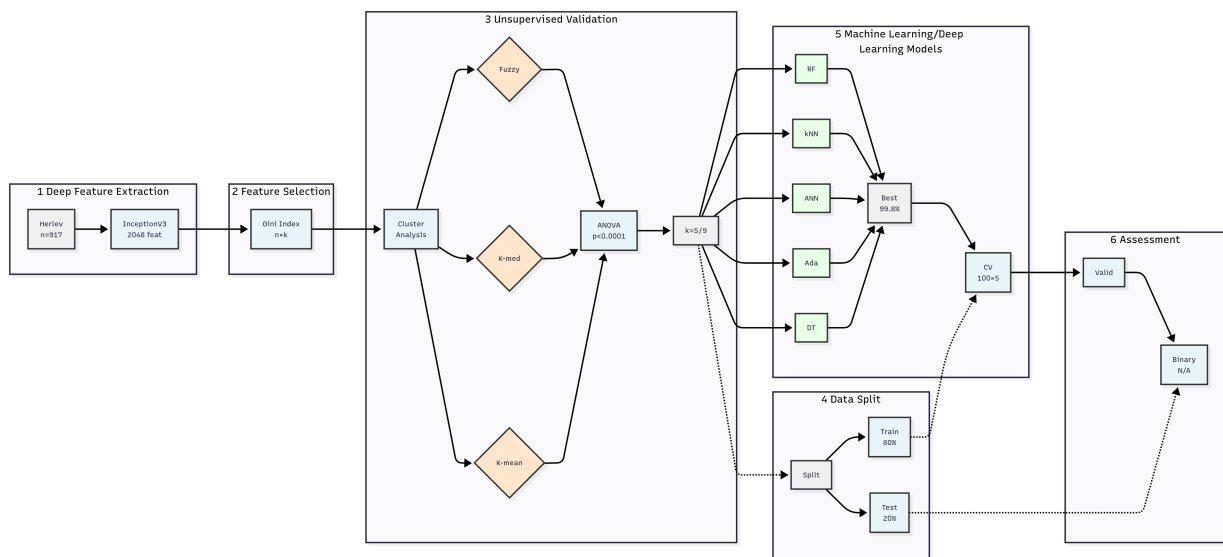 1 Deep Feature Extraction
Herlev
n=917
InceptionV3
2048 feat
2 Feature Selection
Gini Index
n×k
3 Unsupervised Validation
Cluster
Analysis
Fuzzy
K-med
K-mean
ANOVA
p<0.0001
k=5/9
5 Machine Learning/Deep
Learning Models
RF
kNN
ANN
Ada
DT
Best
99.8%
CV
100×5
4 Data Split
Split
Train
80%
Test
20%
6 Assessment
Valid
Binary
N/A